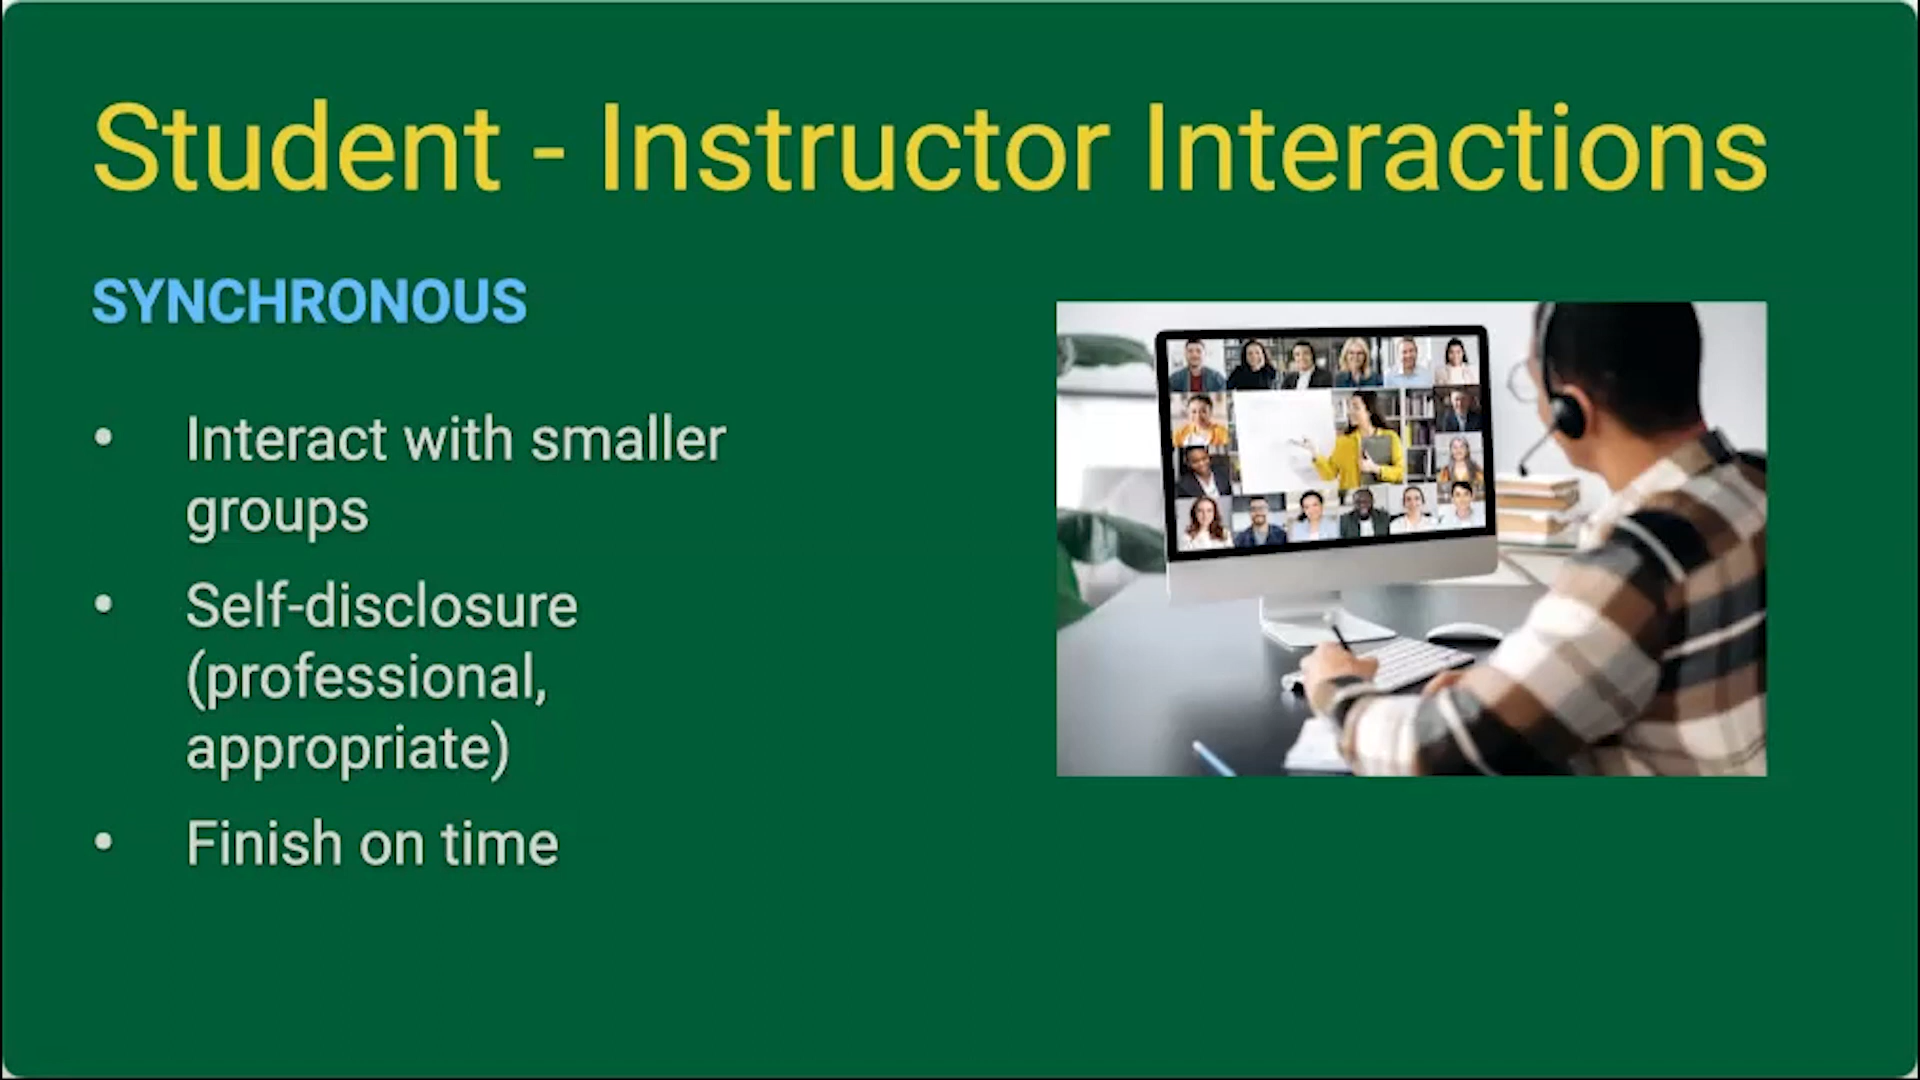 Student - Instructor Interactions
SYNCHRONOUS
• Interact with smaller
groups
• Self-disclosure
(professional,
appropriate)
• Finish on time